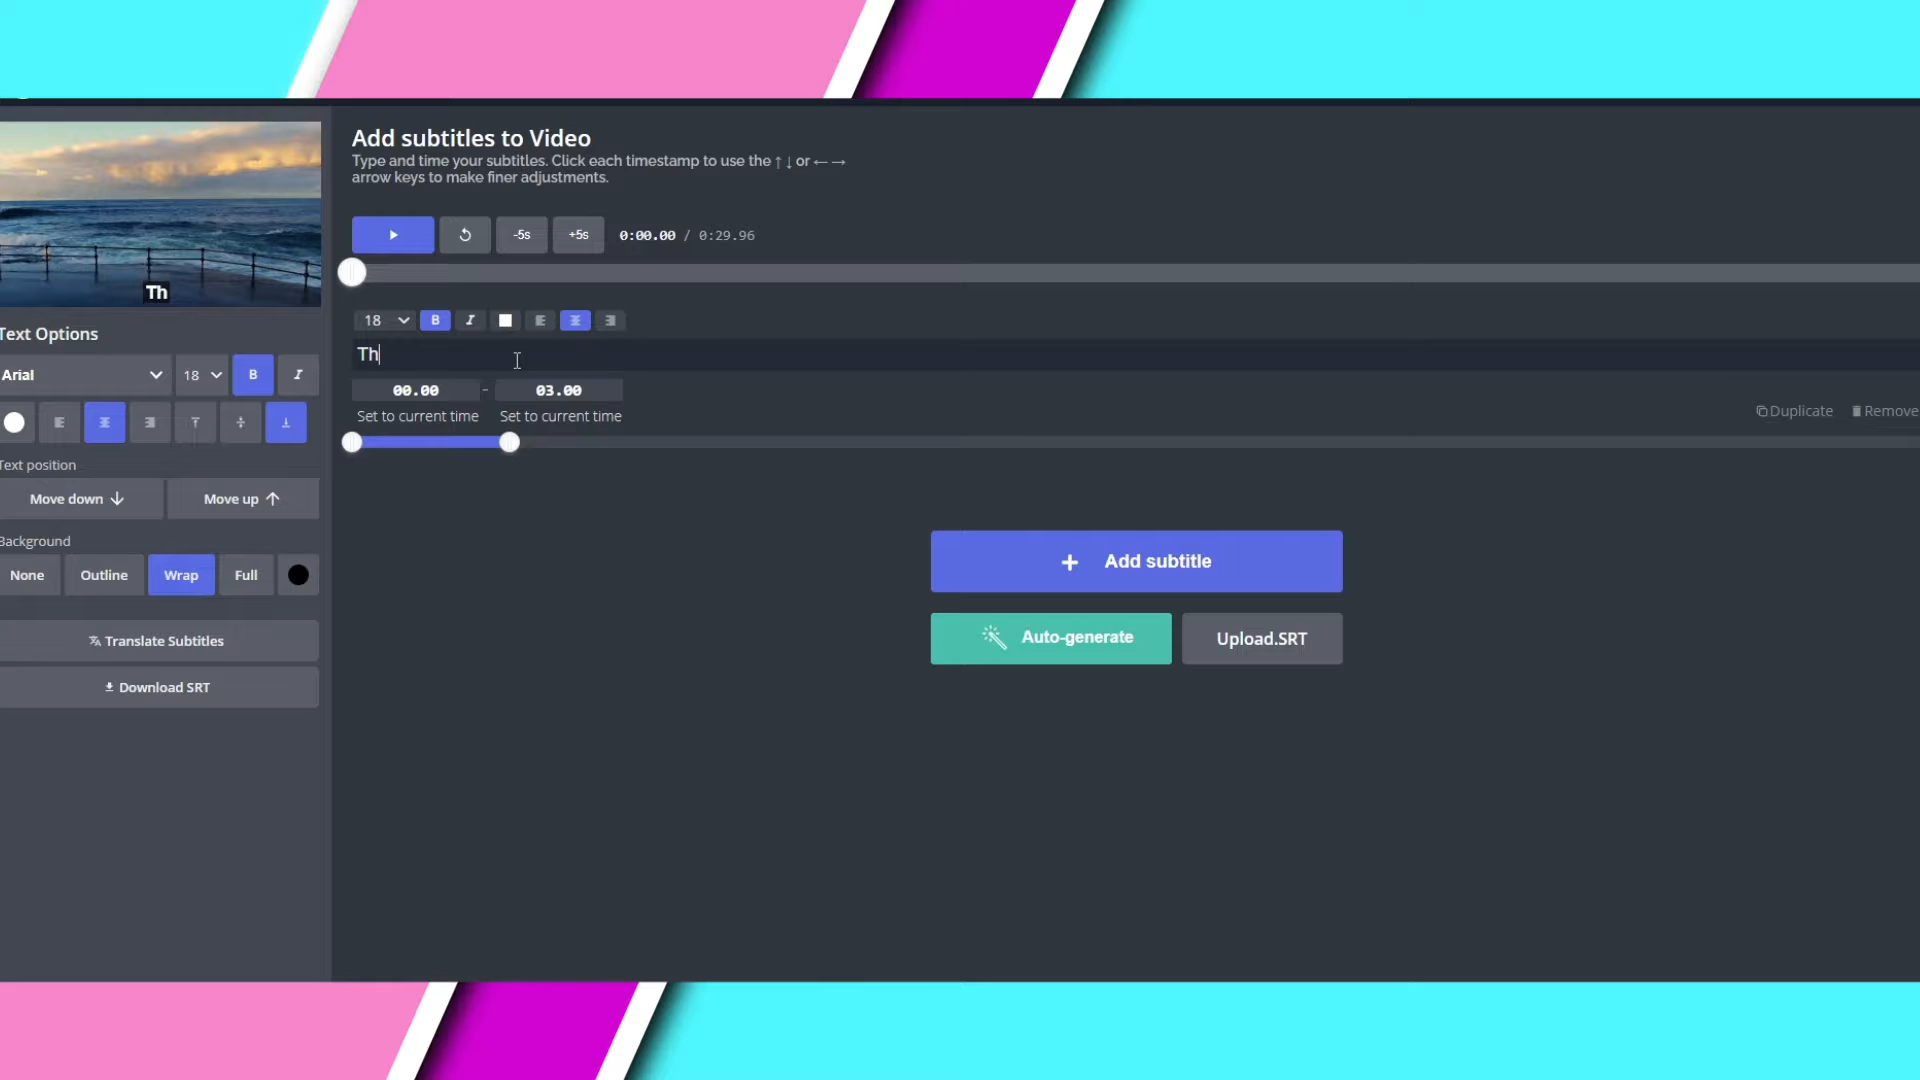 Add subtitles to Video
Type and time your subtitles. Click each timestamp to use the ↑ ↓ or ← →
arrow keys to make finer adjustments.
-5s +5s 0:00.00 / 0:29.96
Th
18 B I
Th
00.00 - 03.00
Set to current time Set to current time
Duplicate Remove
Add subtitle
Auto-generate Upload.SRT
Text Options
Arial 18 B I
Text position
Move down ↓ Move up ↑
Background
None Outline Wrap Full
Translate Subtitles
Download SRT